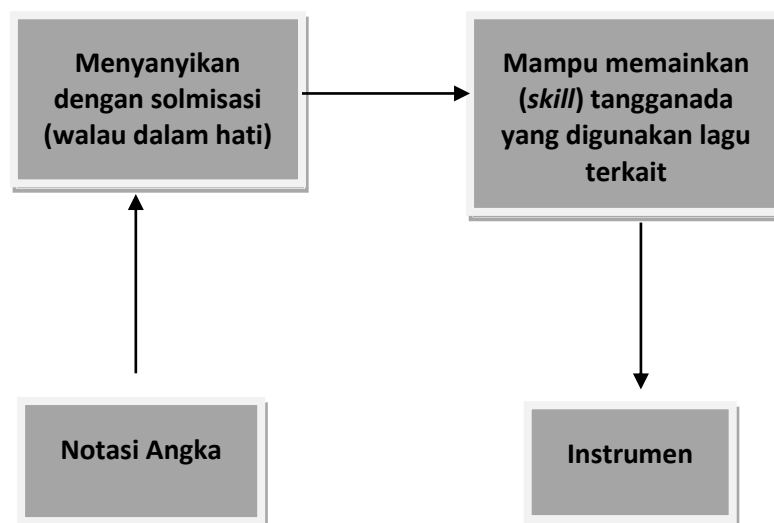 Menyanyikan
dengan solmisasi
(walau dalam hati)
Mampu memainkan
(skill) tangganada
yang digunakan lagu
terkait
Notasi Angka
Instrumen